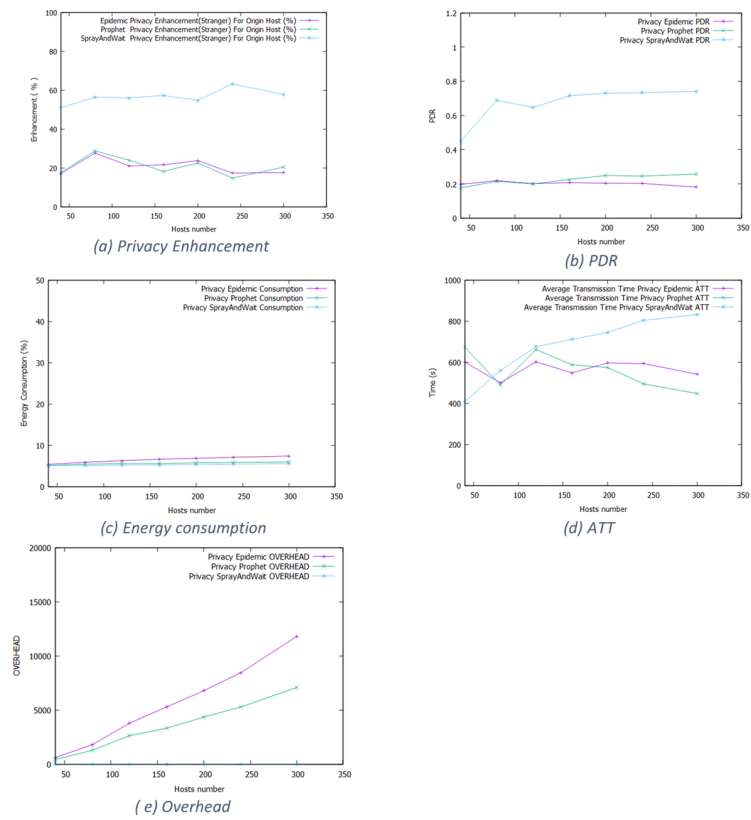 Epidemic Privacy Enhancement(Stranger) For Origin Host (%)
Prophet  Privacy Enhancement(Stranger) For Origin Host (%)
SprayAndWait  Privacy Enhancement(Stranger) For Origin Host (%)
100
80
60
40
20
0
Enhancement ( % )
50 100 150 200 250 300 350
Hosts number
(a) Privacy Enhancement
Privacy Epidemic PDR
Privacy Prophet PDR
Privacy SprayAndWait PDR
1.2
1
0.8
0.6
0.4
0.2
0
PDR
50 100 150 200 250 300 350
Hosts number
(b) PDR
Privacy Epidemic Consumption
Privacy Prophet Consumption
Privacy SprayAndWait Consumption
50
40
30
20
10
0
Energy Consumption (%)
50 100 150 200 250 300 350
Hosts number
(c) Energy consumption
Average Transmission Time Privacy Epidemic ATT
Average Transmission Time Privacy Prophet ATT
Average Transmission Time Privacy SprayAndWait ATT
1000
800
600
400
200
0
Time (s)
50 100 150 200 250 300 350
Hosts number
(d) ATT
Privacy Epidemic OVERHEAD
Privacy Prophet OVERHEAD
Privacy SprayAndWait OVERHEAD
20000
15000
10000
5000
0
OVERHEAD
50 100 150 200 250 300 350
Hosts number
( e) Overhead